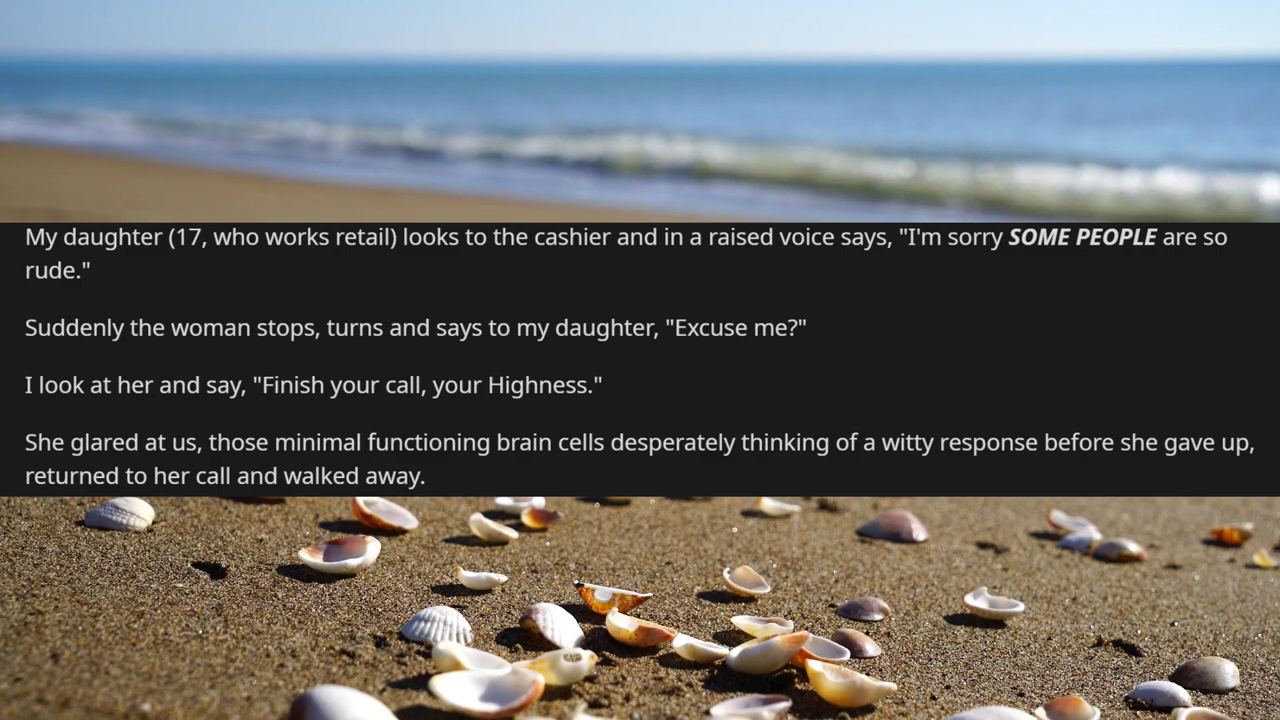 My daughter (17, who works retail) looks to the cashier and in a raised voice says, "I'm sorry SOME PEOPLE are so
rude."
Suddenly the woman stops, turns and says to my daughter, "Excuse me?"
I look at her and say, "Finish your call, your Highness."
She glared at us, those minimal functioning brain cells desperately thinking of a witty response before she gave up,
returned to her call and walked away.